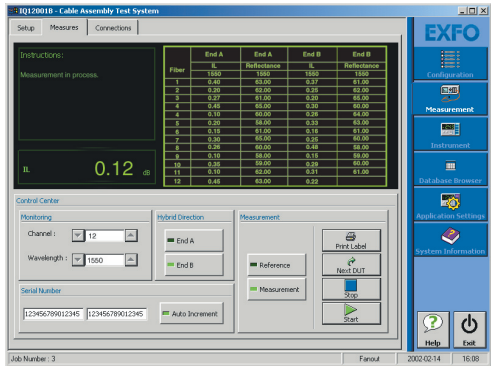 IQ12001B - Cable Assembly Test System
Setup Measures Connections
Instructions:
Measurement in process.
IL 0.12 dB
Fiber End A End A End B End B
IL Reflectance IL Reflectance
1550 1550 1550 1550
1 0.40 63.00 0.37 61.00
2 0.20 62.00 0.25 62.00
3 0.27 61.00 0.20 65.00
4 0.45 65.00 0.30 60.00
4 0.10 60.00 0.26 64.00
5 0.20 58.00 0.33 63.00
6 0.15 61.00 0.16 61.00
7 0.30 65.00 0.25 60.00
8 0.26 60.00 0.48 58.00
9 0.10 58.00 0.15 59.00
10 0.35 59.00 0.29 60.00
11 0.10 62.00 0.31 61.00
12 0.45 63.00 0.22
Control Center
Monitoring
Channel : 12
Wavelength : 1550
Serial Number
123456789012345 123456789012345
Hybrid Direction
End A
End B
Auto Increment
Measurement
Reference
Measurement
Print Label
Next DUT
Stop
Start
EXFO
Configuration
Measurement
Instrument
Database Browser
Application Settings
System Information
Help Exit
Job Number : 3 Fanout 2002-02-14 16:08